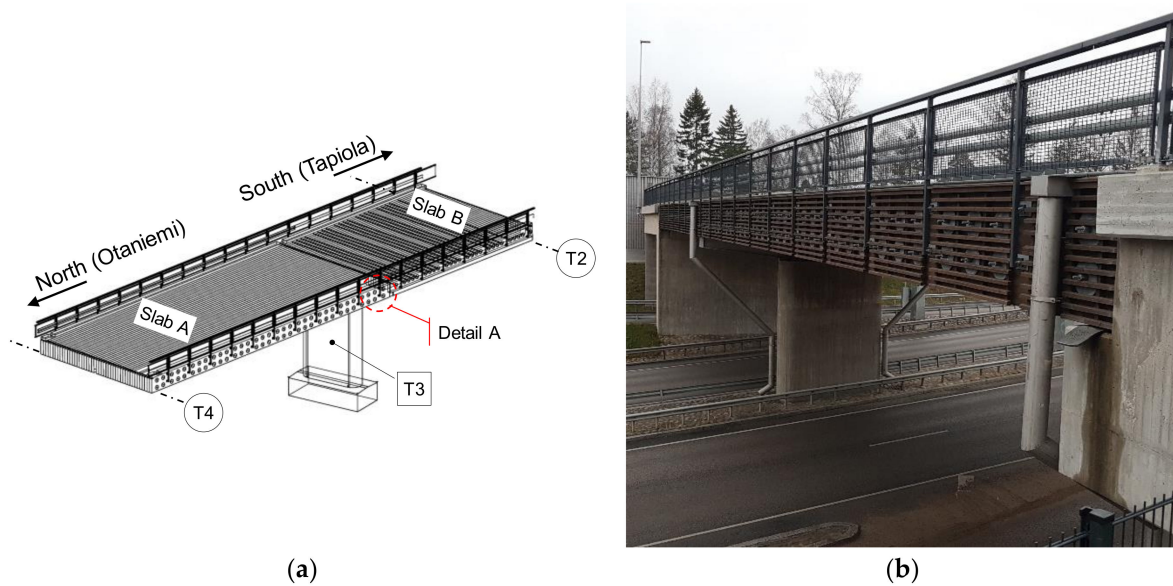 South (Tapiola)
Slab B
North (Otaniemi)
T2
Slab A
Detail A
T3
T4
(a)
(b)